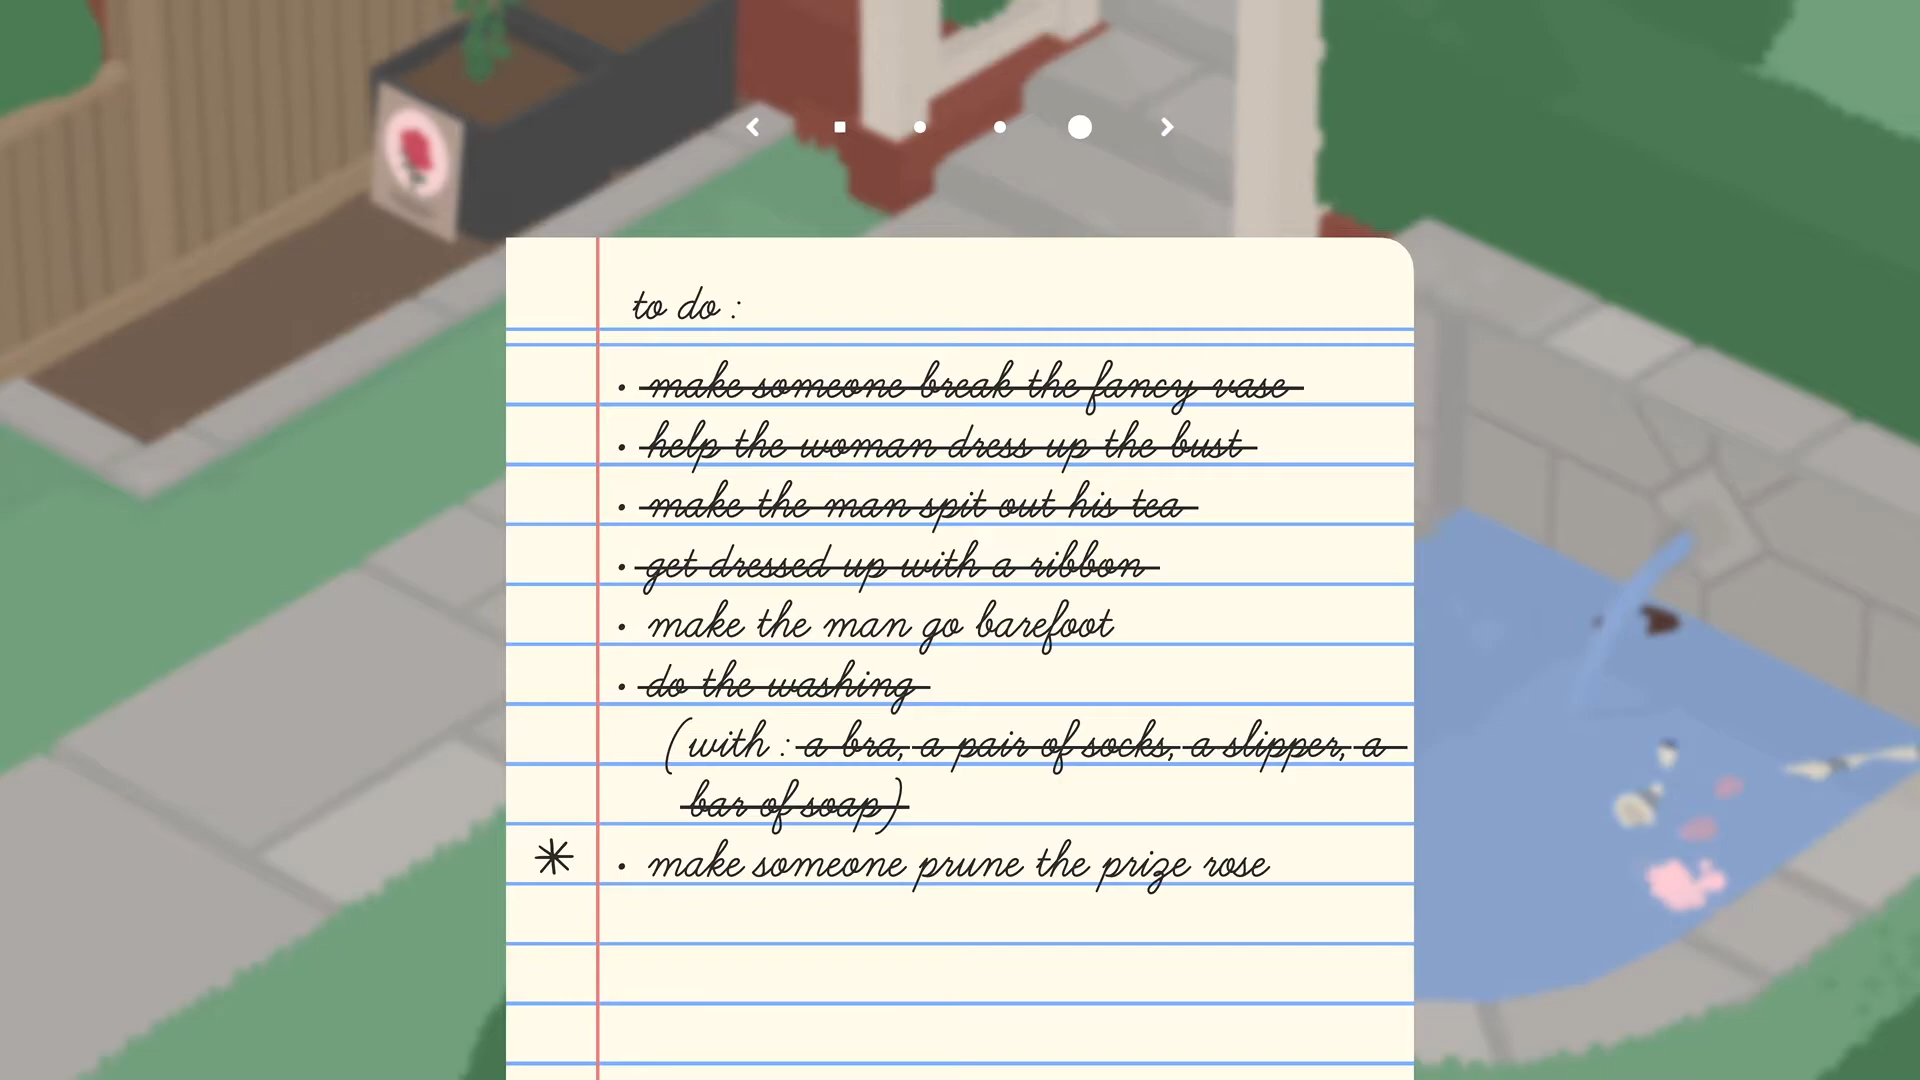 to do :
• make someone break the fancy vase
• help the woman dress up the bust
• make the man spit out his tea
• get dressed up with a ribbon
• make the man go barefoot
• do the washing
(with : a bra, a pair of socks, a slipper, a
bar of soap)
* • make someone prune the prize rose